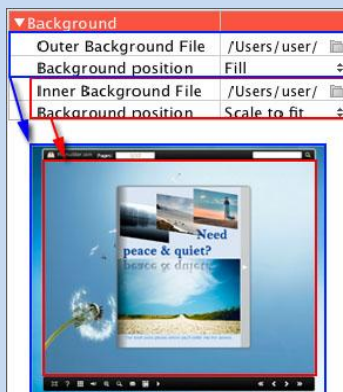 ▼Background
Outer Background File /Users/user/
Background position Fill
Inner Background File /Users/user/
Background position Scale to fit
Pages:
Need
peace & quiet?